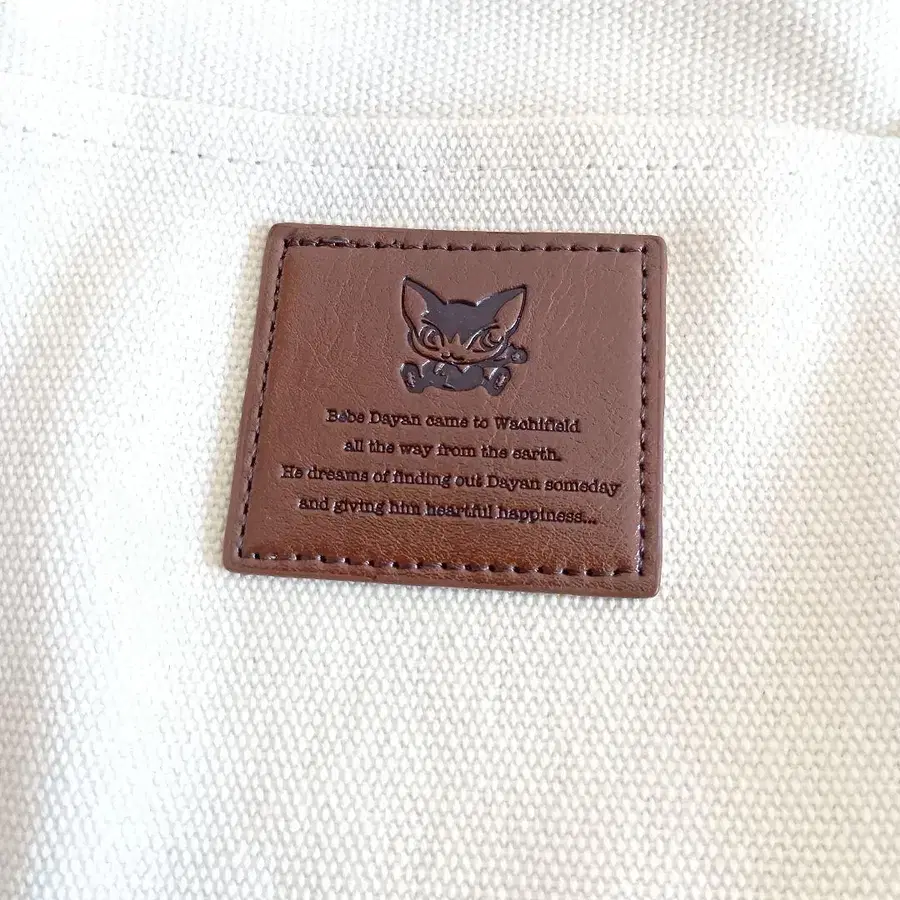 Bebe Dayan came to Wachifield
all the way from the earth.
He dreams of finding out Dayan someday
and giving him heartful happiness...